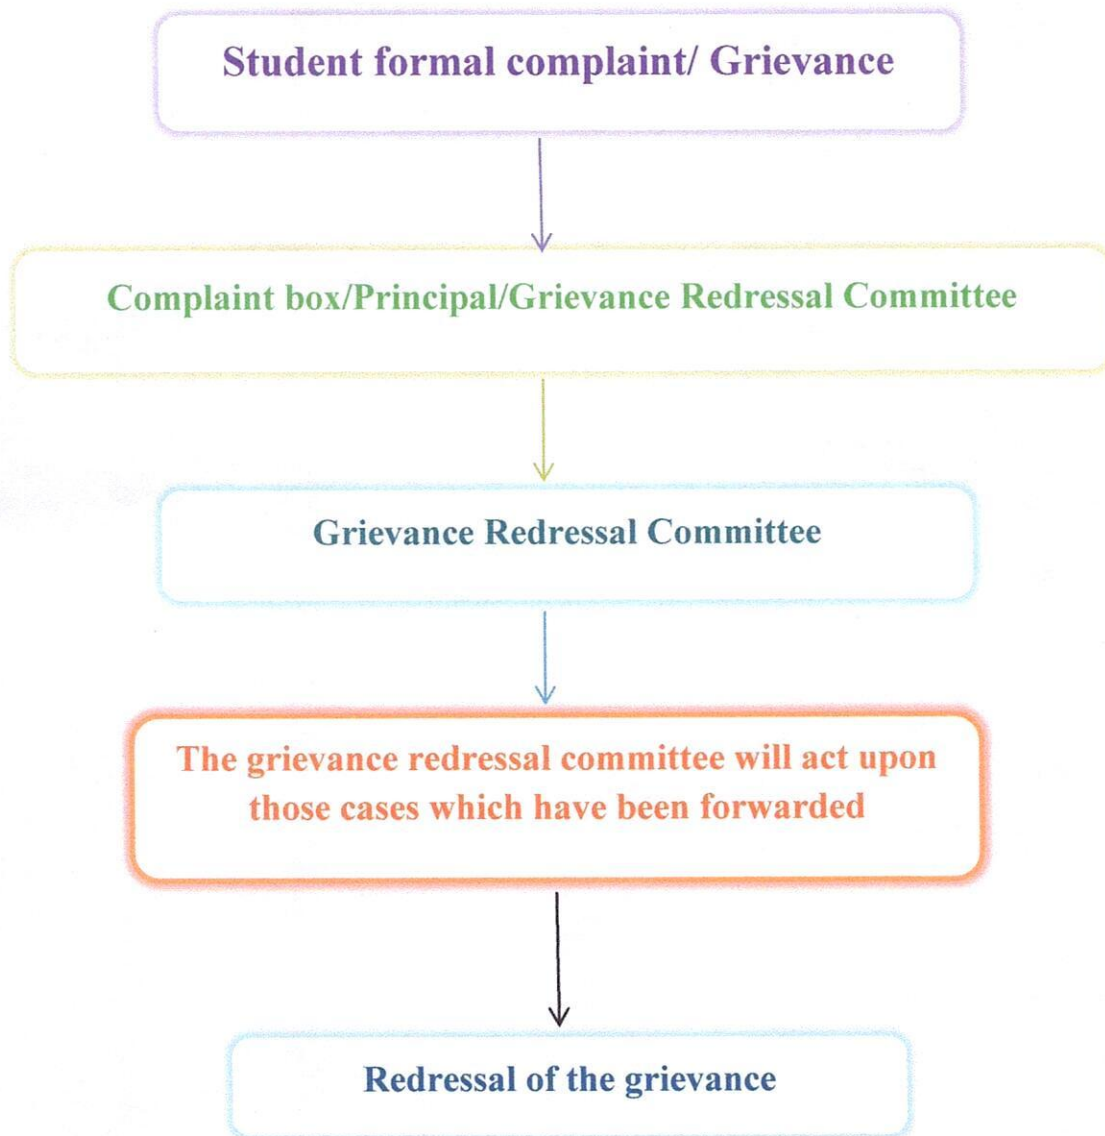 Student formal complaint/ Grievance
Complaint box/Principal/Grievance Redressal Committee
Grievance Redressal Committee
The grievance redressal committee will act upon
those cases which have been forwarded
Redressal of the grievance